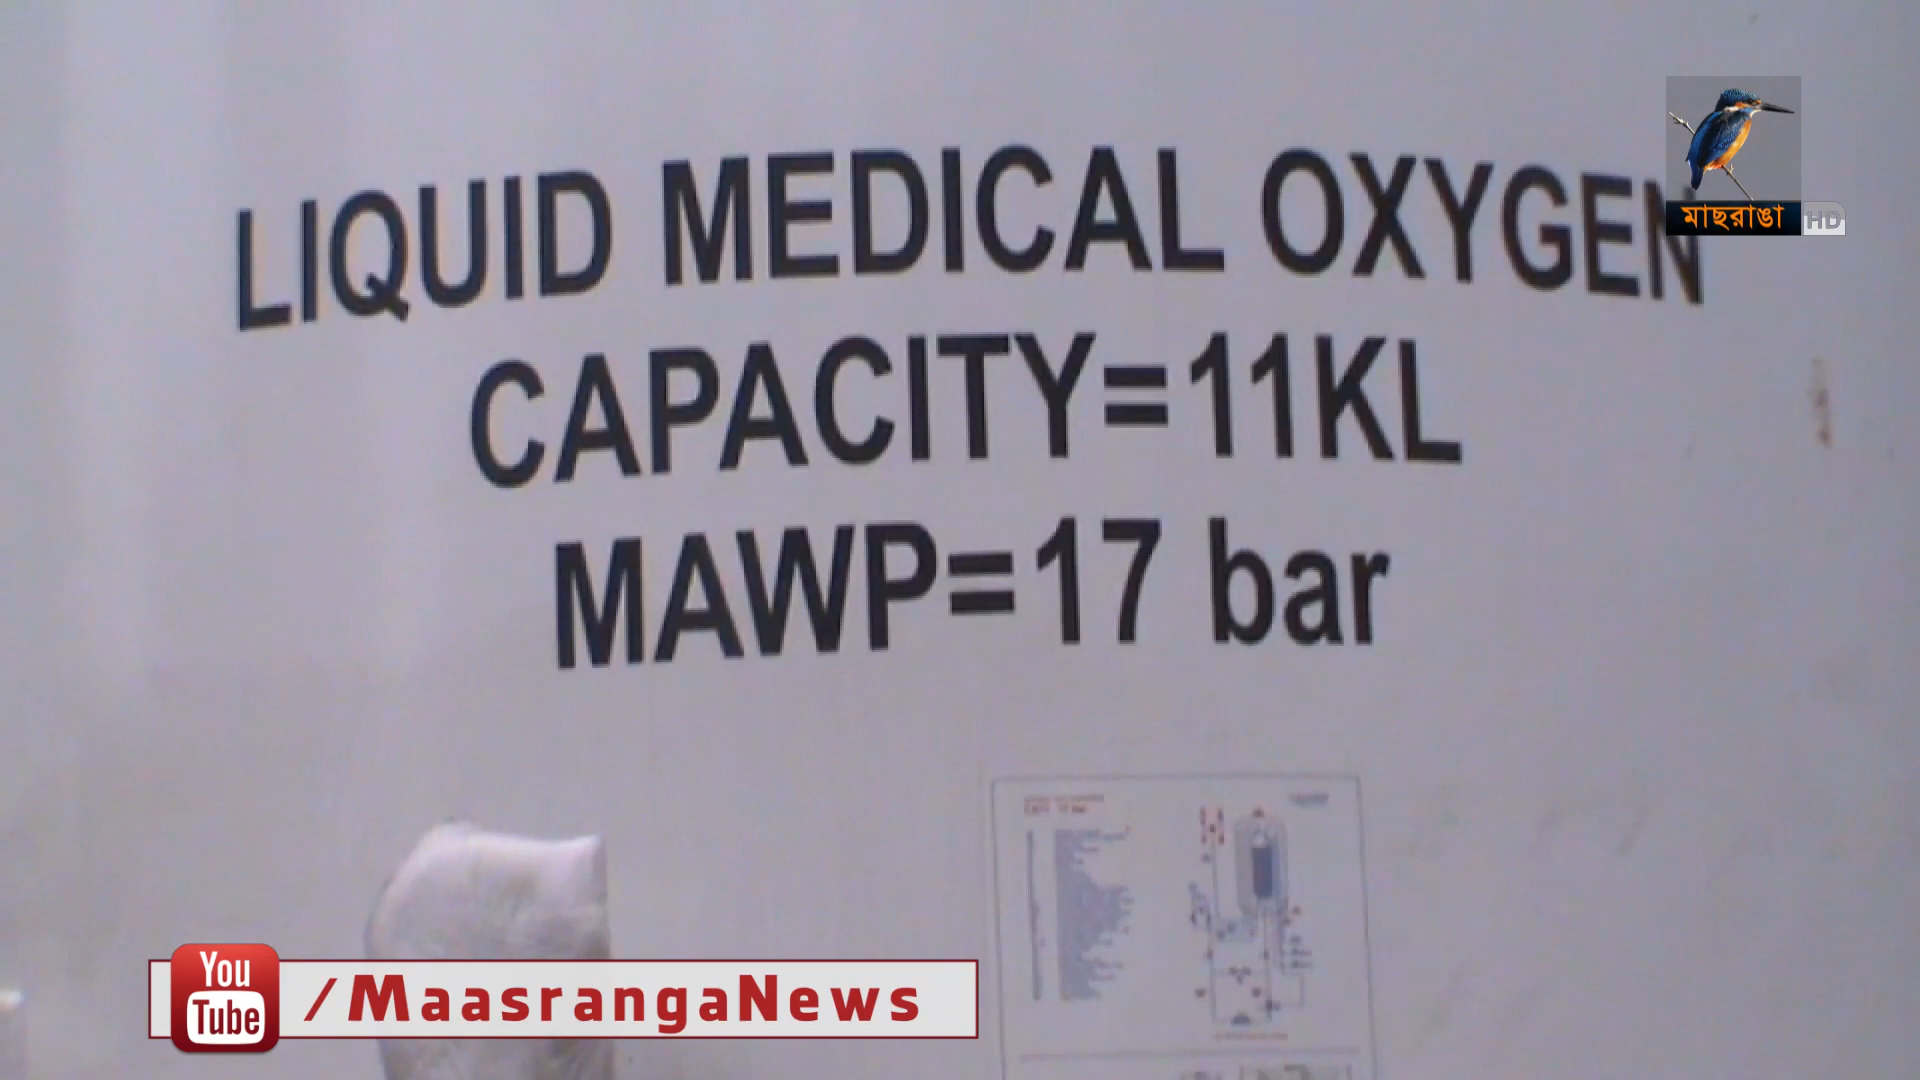 LIQUID MEDICAL OXYGEN
CAPACITY=11KL
MAWP=17 bar
মাছরাঙা HD
You Tube /MaasrangaNews